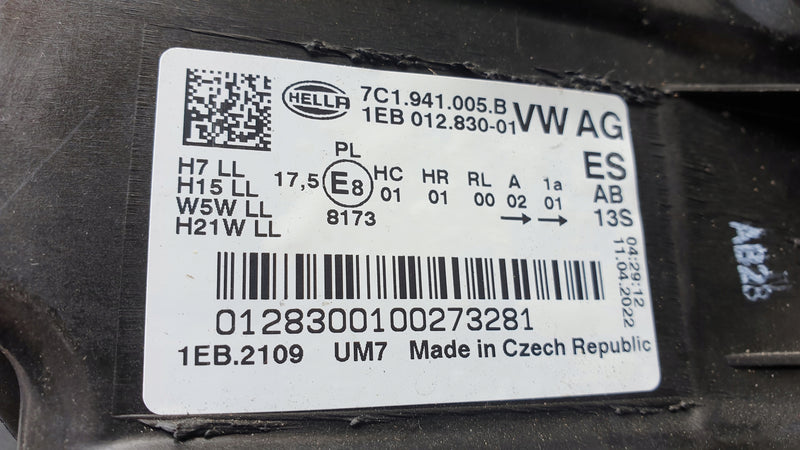 HELLA
7C1.941.005.B
1EB 012.830-01
VW AG
ES
AB
13S
H7 LL
H15 LL
W5W LL
H21W LL
PL
17,5 E8 HC HR RL A 1a
01 01 00 02 01
8173 → →
04:29:12
11.04.2022
0128300100273281
1EB.2109 UM7 Made in Czech Republic
AB28